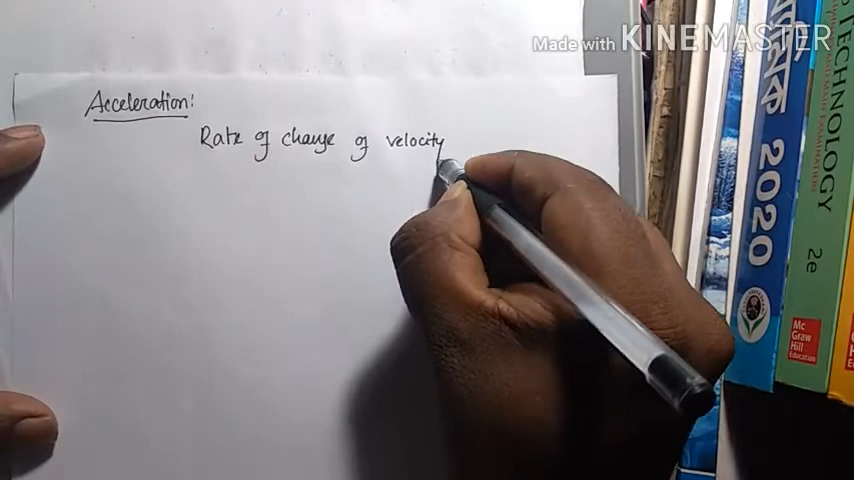 Made with KINEMASTER
Acceleration:
Rate of change of velocity
2020
TECHNOLOGY
2e
Mc
Graw
Hill
Education